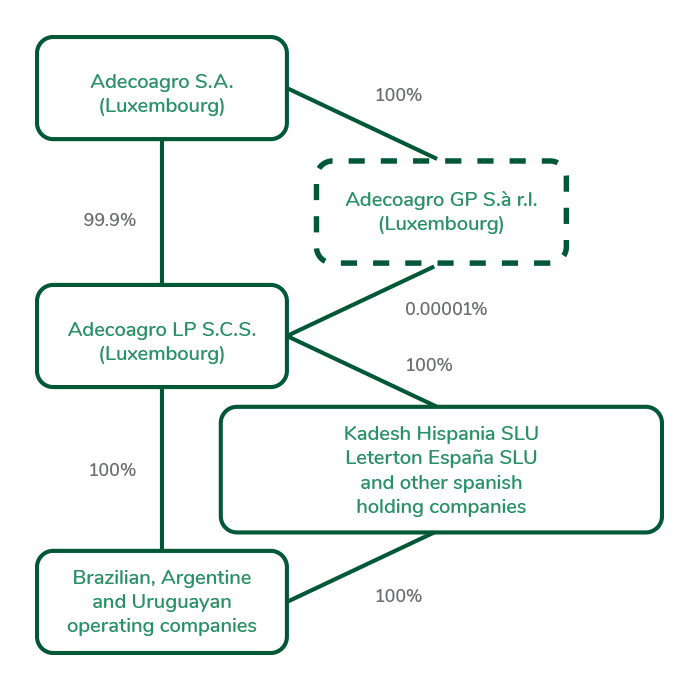 Adecoagro S.A.
(Luxembourg)
100%
Adecoagro GP S.à r.l.
(Luxembourg)
99.9%
0.00001%
Adecoagro LP S.C.S.
(Luxembourg)
100%
Kadesh Hispania SLU
Leterton España SLU
and other spanish
holding companies
100%
Brazilian, Argentine
and Uruguayan
operating companies
100%